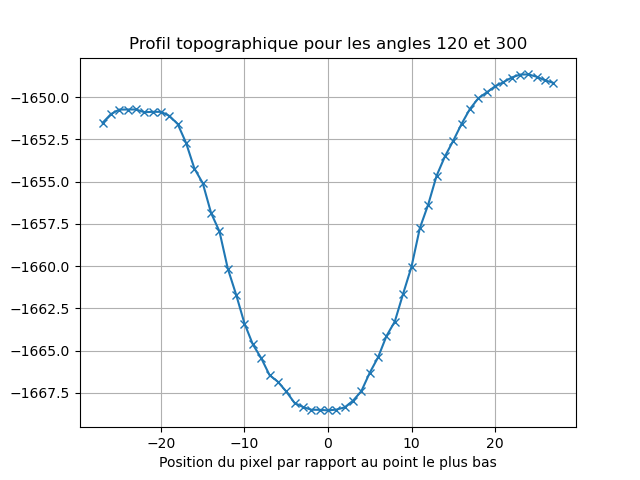 Profil topographique pour les angles 120 et 300
−1650.0
−1652.5
−1655.0
−1657.5
−1660.0
−1662.5
−1665.0
−1667.5
−20 −10 0 10 20
Position du pixel par rapport au point le plus bas